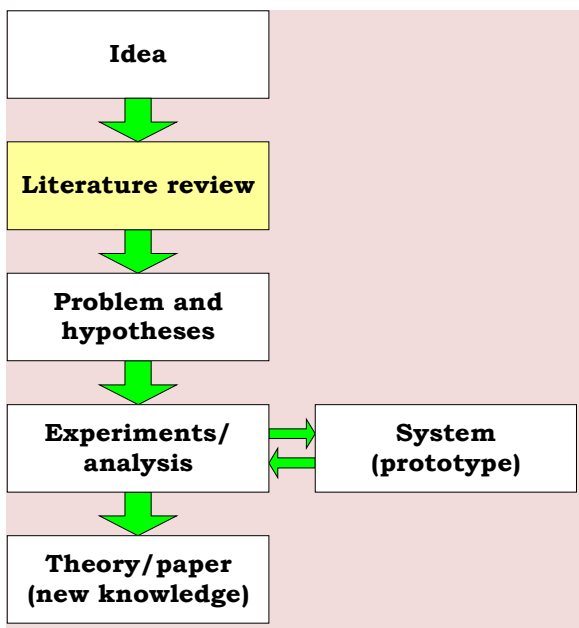 Idea
Literature review
Problem and
hypotheses
Experiments/
analysis
System
(prototype)
Theory/paper
(new knowledge)